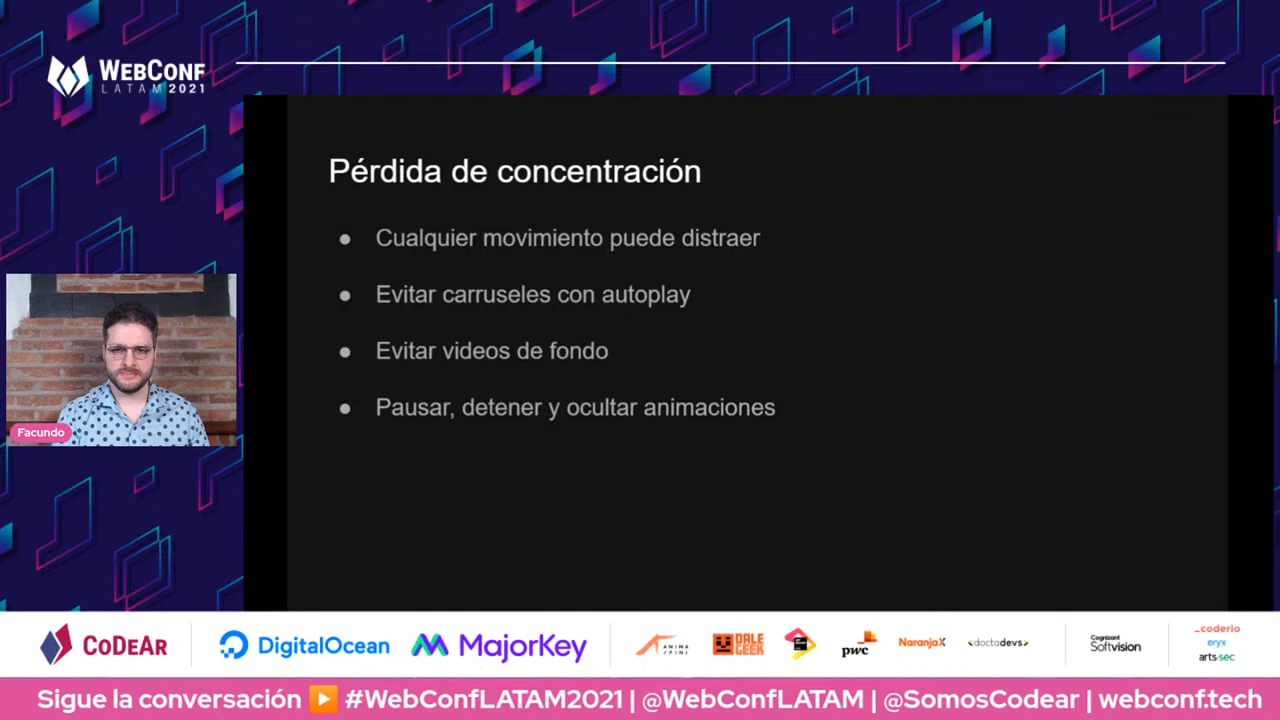 WEBCONF
LATAM 2021
Pérdida de concentración
● Cualquier movimiento puede distraer
● Evitar carruseles con autoplay
● Evitar videos de fondo
● Pausar, detener y ocultar animaciones
Facundo
CODEAR
DigitalOcean
MajorKey
ANIMA
/FINI
DALE
GEEK
pwc
NaranjaX
<doctadevs>
Cognizant
Softvision
_coderio
eryx
arts·sec
Sigue la conversación ▶️ #WebConfLATAM2021 | @WebConfLATAM | @SomosCodear | webconf.tech